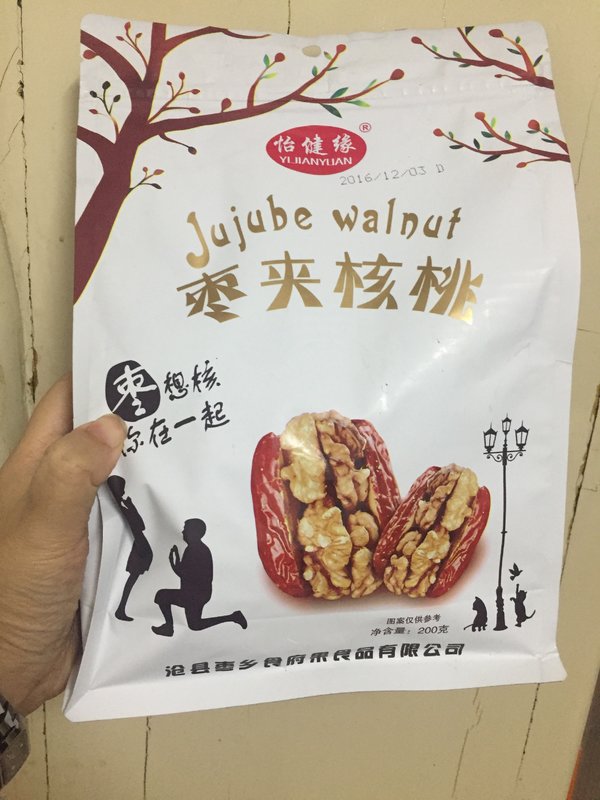 怡健缘
®
YIJIANYUAN
2016/12/03 D
Jujube walnut
枣夹核桃
枣想核
你在一起
图案仅供参考
净含量：200克
沧县枣乡食府果食品有限公司